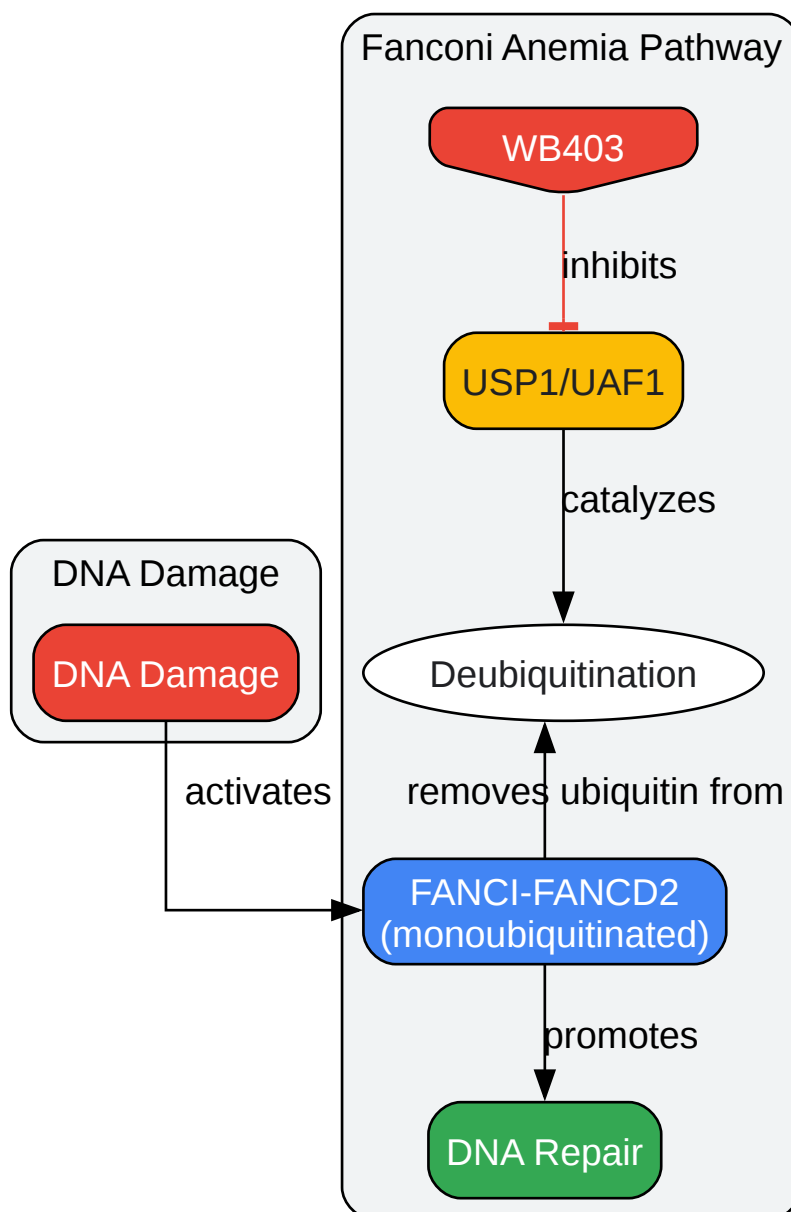 Fanconi Anemia Pathway
WB403
inhibits
USP1/UAF1
catalyzes
DNA Damage
DNA Damage
Deubiquitination
activates
removes ubiquitin from
FANCI-FANCD2
(monoubiquitinated)
promotes
DNA Repair